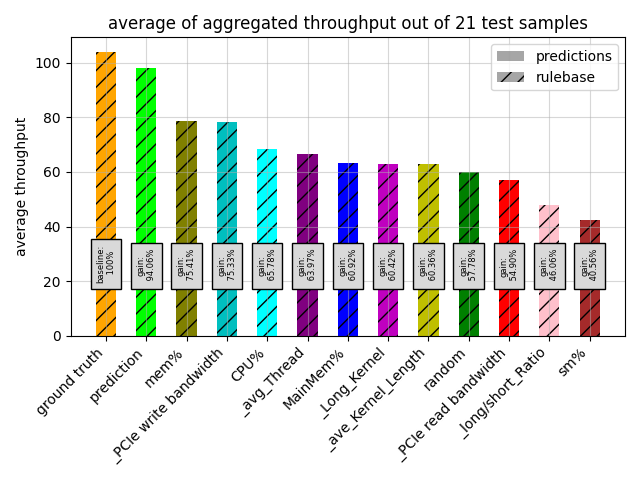 average of aggregated throughput out of 21 test samples
predictions
rulebase
average throughput
100
80
60
40
20
0
baseline:
100%
gain:
94.06%
gain:
75.41%
gain:
75.33%
gain:
65.78%
gain:
63.97%
gain:
60.92%
gain:
60.42%
gain:
60.36%
gain:
57.78%
gain:
54.90%
gain:
46.06%
gain:
40.56%
ground truth
prediction
mem%
_PCIe write bandwidth
CPU%
_avg_Thread
MainMem%
_Long_Kernel
_ave_Kernel_Length
random
_PCIe read bandwidth
_long/short_Ratio
sm%